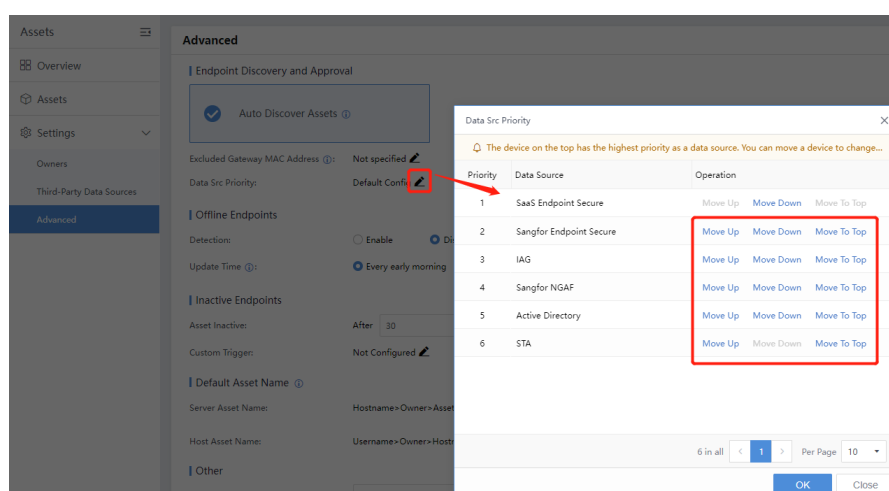 Assets
Overview
Assets
Settings
Owners
Third-Party Data Sources
Advanced
Advanced
Endpoint Discovery and Approval
Auto Discover Assets
Excluded Gateway MAC Address : Not specified
Data Src Priority: Default Config
Offline Endpoints
Detection: Enable Di
Update Time : Every early morning
Inactive Endpoints
Asset Inactive: After 30
Custom Trigger: Not Configured
Default Asset Name
Server Asset Name: Hostname>Owner>Asset
Host Asset Name: Username>Owner>Host
Other
Data Src Priority
The device on the top has the highest priority as a data source. You can move a device to change...
Priority Data Source Operation
1 SaaS Endpoint Secure Move Up Move Down Move To Top
2 Sangfor Endpoint Secure Move Up Move Down Move To Top
3 IAG Move Up Move Down Move To Top
4 Sangfor NGAF Move Up Move Down Move To Top
5 Active Directory Move Up Move Down Move To Top
6 STA Move Up Move Down Move To Top
6 in all < 1 > Per Page 10
OK Close